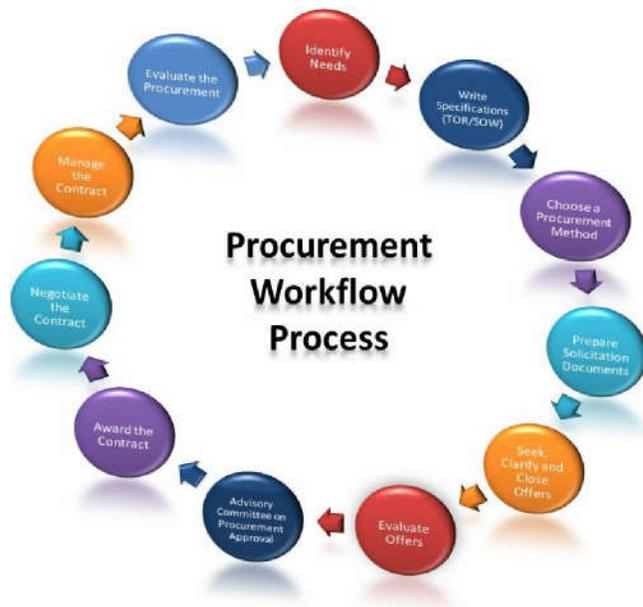 Procurement
Workflow
Process
Identify
Needs
Write
Specifications
(TOR/SOW)
Choose a
Procurement
Method
Prepare
Solicitation
Documents
Seek,
Clarify and
Close
Offers
Evaluate
Offers
Advisory
Committee on
Procurement
Approval
Award the
Contract
Negotiate
the
Contract
Manage
the
Contract
Evaluate the
Procurement